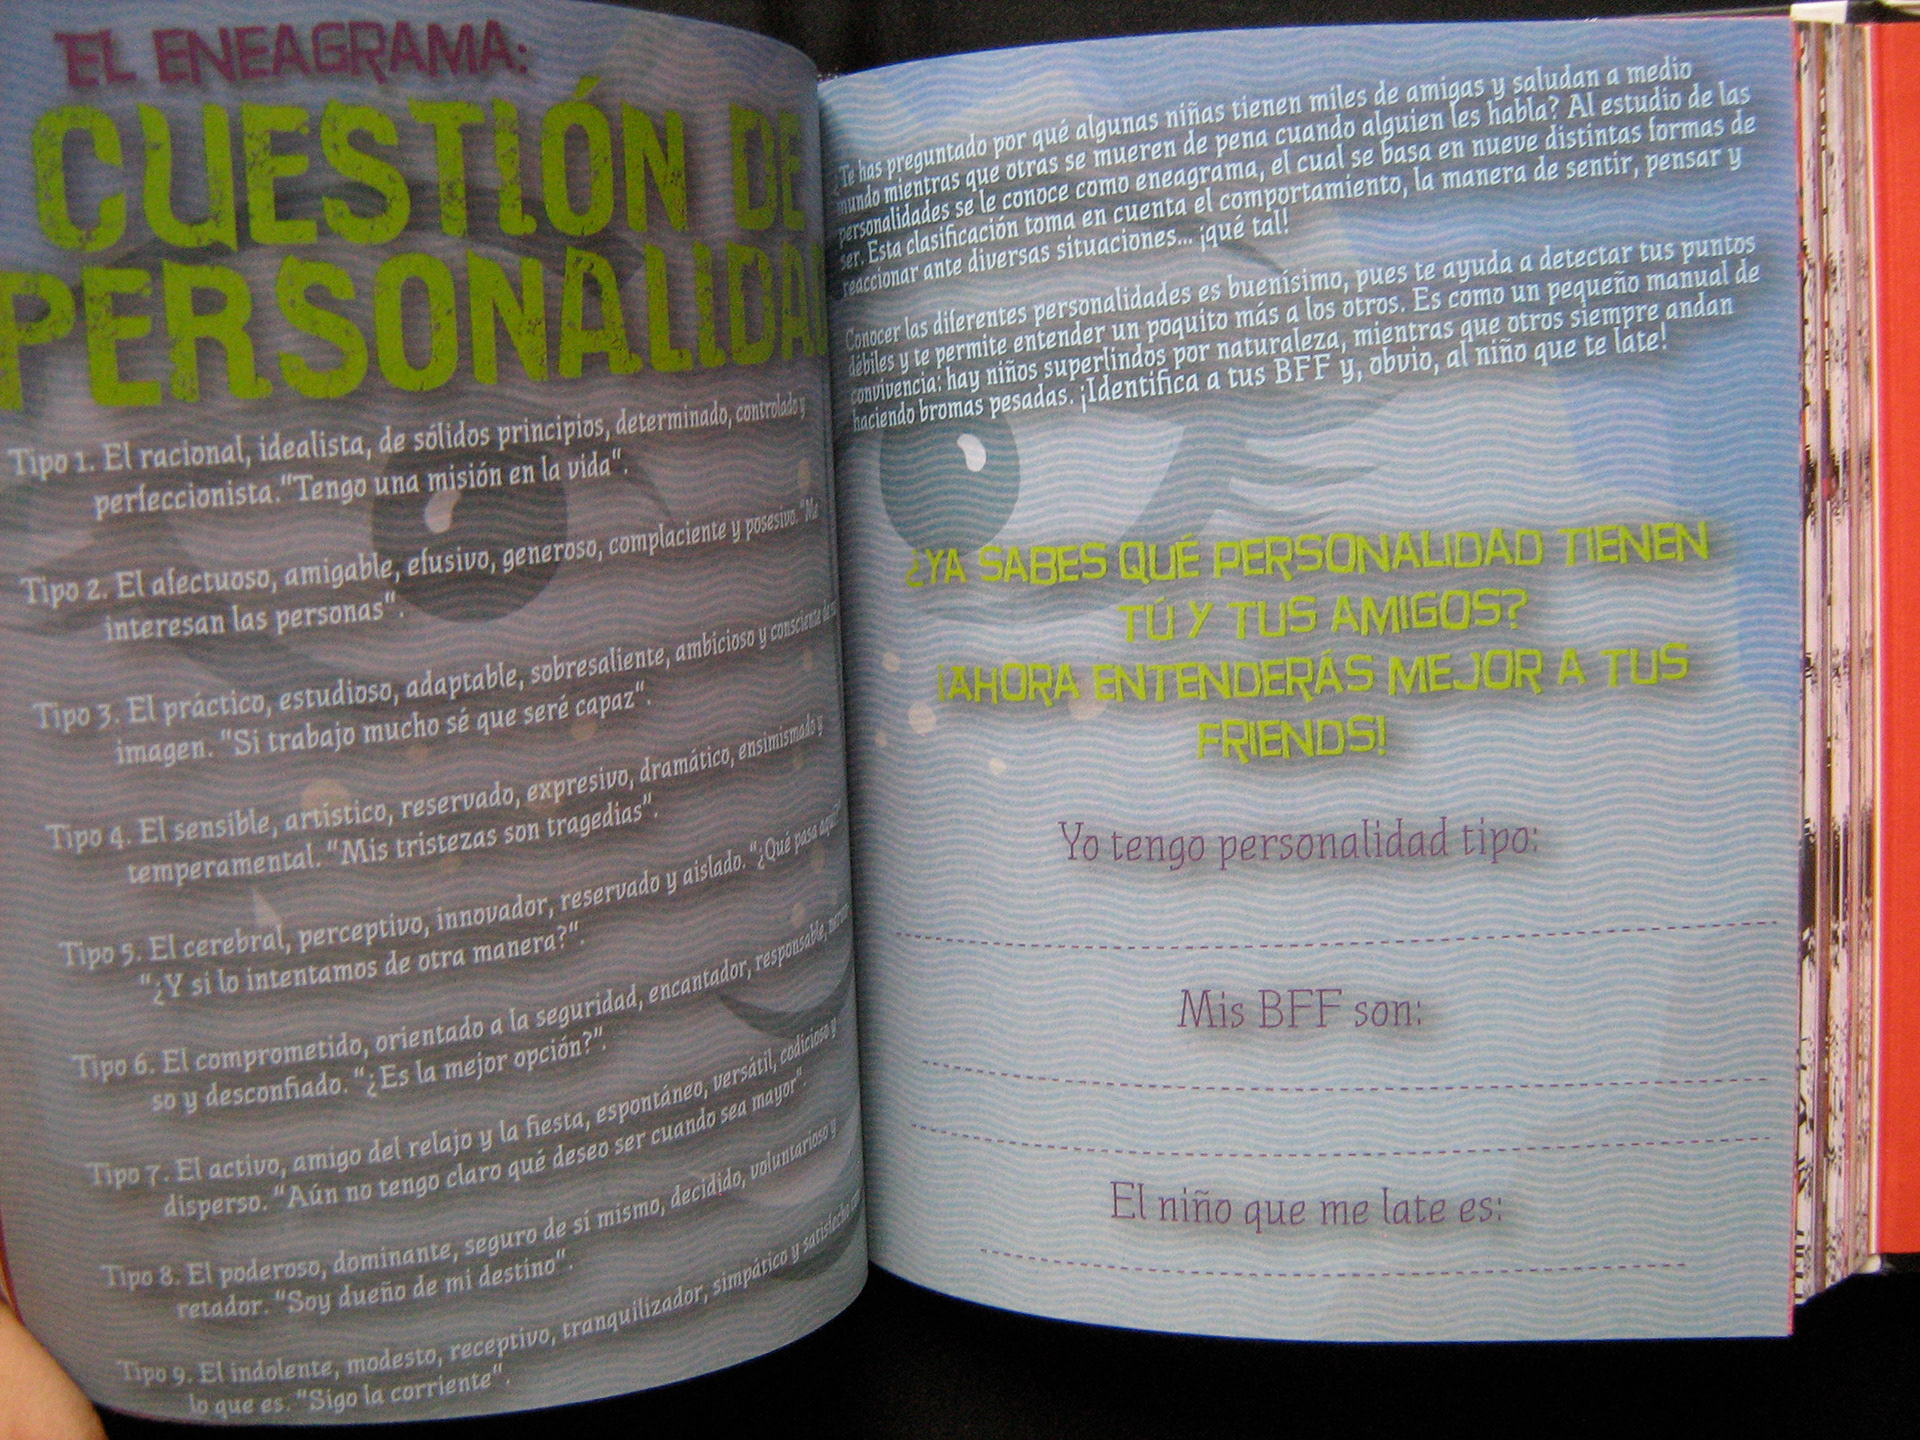 EL ENEAGRAMA:
CUESTIÓN DE
PERSONALIDA
Tipo 1. El racional, idealista, de sólidos principios, determinado, controlado y
perfeccionista."Tengo una misión en la vida".
Tipo 2. El afectuoso, amigable, efusivo, generoso, complaciente y posesivo. "Me
interesan las personas".
Tipo 3. El práctico, estudioso, adaptable, sobresaliente, ambicioso y consciente de su
imagen. "Si trabajo mucho sé que seré capaz".
Tipo 4. El sensible, artístico, reservado, expresivo, dramático, ensimismado y
temperamental. "Mis tristezas son tragedias".
Tipo 5. El cerebral, perceptivo, innovador, reservado y aislado. "¿Qué pasa aquí?
"¿Y si lo intentamos de otra manera?".
Tipo 6. El comprometido, orientado a la seguridad, encantador, responsable,
so y desconfiado. "¿Es la mejor opción?".
Tipo 7. El activo, amigo del relajo y la fiesta, espontáneo, versátil, codicioso y
disperso. "Aún no tengo claro qué deseo ser cuando sea mayor".
Tipo 8. El poderoso, dominante, seguro de sí mismo, decidido, voluntarioso y
retador. "Soy dueño de mi destino".
Tipo 9. El indolente, modesto, receptivo, tranquilizador, simpático y satisfecho
lo que es. "Sigo la corriente".
¿Te has preguntado por qué algunas niñas tienen miles de amigas y saludan a medio
mundo mientras que otras se mueren de pena cuando alguien les habla? Al estudio de las
personalidades se le conoce como eneagrama, el cual se basa en nueve distintas formas de
ser. Esta clasificación toma en cuenta el comportamiento, la manera de sentir, pensar y
reaccionar ante diversas situaciones... ¡qué tal!
Conocer las diferentes personalidades es buenísimo, pues te ayuda a detectar tus puntos
débiles y te permite entender un poquito más a los otros. Es como un pequeño manual de
convivencia: hay niños superlindos por naturaleza, mientras que otros siempre andan
haciendo bromas pesadas. ¡Identifica a tus BFF y, obvio, al niño que te late!
¿YA SABES QUÉ PERSONALIDAD TIENEN
TÚ Y TUS AMIGOS?
¡AHORA ENTENDERÁS MEJOR A TUS
FRIENDS!
Yo tengo personalidad tipo:
Mis BFF son:
El niño que me late es: